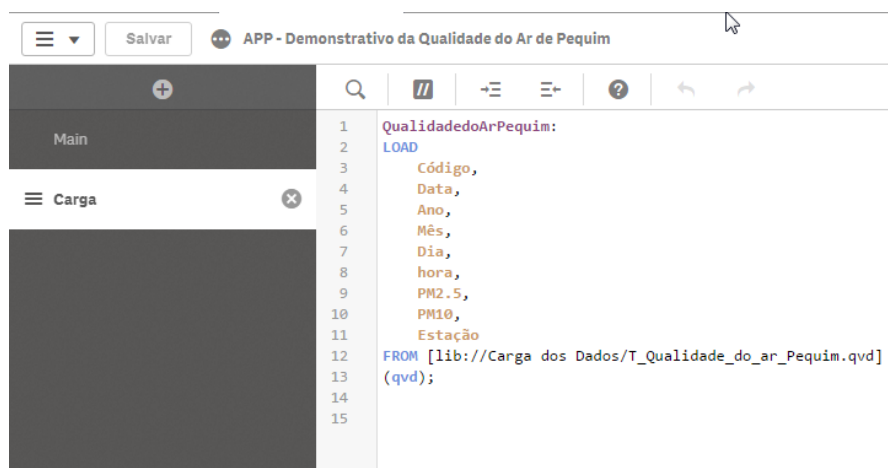 Salvar
APP - Demonstrativo da Qualidade do Ar de Pequim
Main
Carga
1 QualidadedoArPequim:
2 LOAD
3 Código,
4 Data,
5 Ano,
6 Mês,
7 Dia,
8 hora,
9 PM2.5,
10 PM10,
11 Estação
12 FROM [lib://Carga dos Dados/T_Qualidade_do_ar_Pequim.qvd]
13 (qvd);
14
15